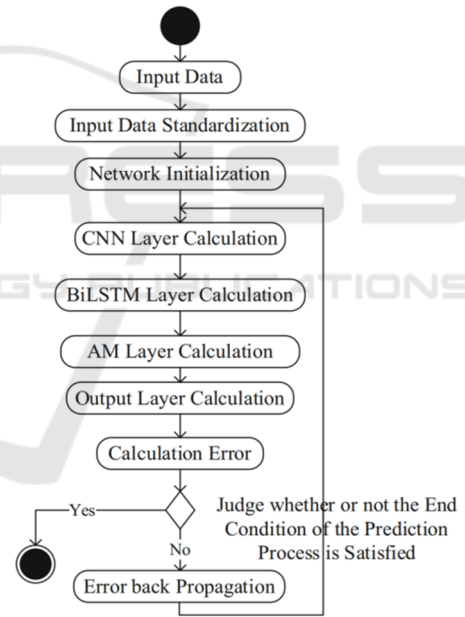 Input Data
Input Data Standardization
Network Initialization
CNN Layer Calculation
BiLSTM Layer Calculation
AM Layer Calculation
Output Layer Calculation
Calculation Error
Yes
Judge whether or not the End
Condition of the Prediction
Process is Satisfied
No
Error back Propagation